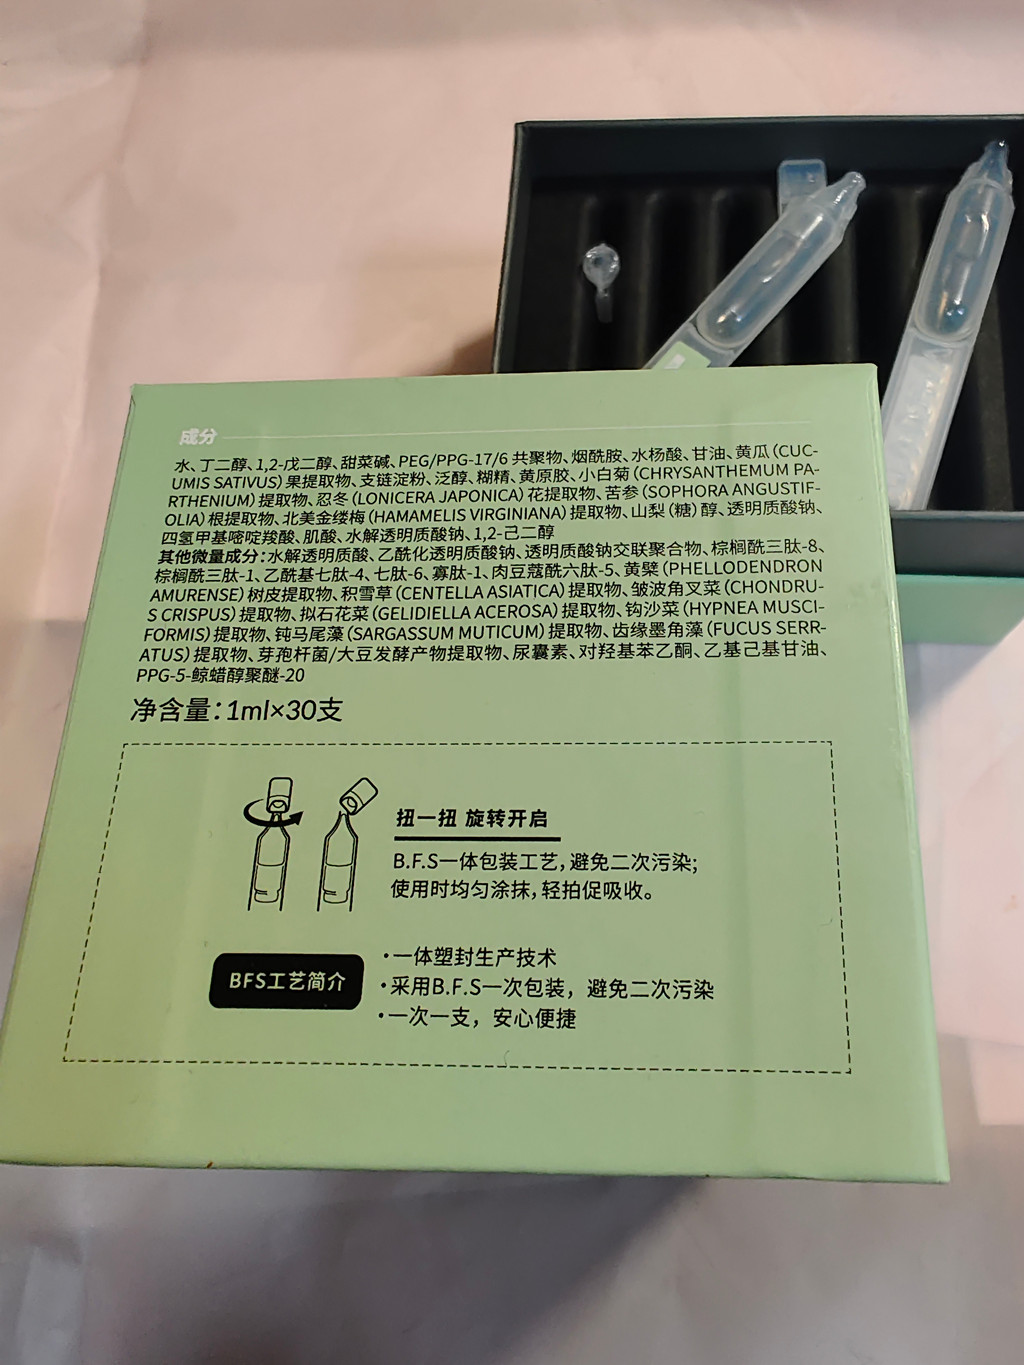 成分
水、丁二醇、1,2-戊二醇、甜菜碱、PEG/PPG-17/6 共聚物、烟酰胺、水杨酸、甘油、黄瓜(CUC-
UMIS SATIVUS)果提取物、支链淀粉、泛醇、糊精、黄原胶、小白菊(CHRYSANTHEMUM PA-
RTHENIUM)提取物、忍冬(LONICERA JAPONICA)花提取物、苦参(SOPHORA ANGUSTIF-
OLIA)根提取物、北美金缕梅(HAMAMELIS VIRGINIANA)提取物、山梨(糖)醇、透明质酸钠、
四氢甲基嘧啶羧酸、肌酸、水解透明质酸钠、1,2-己二醇
其他微量成分:水解透明质酸、乙酰化透明质酸钠、透明质酸钠交联聚合物、棕榈酰三肽-8、
棕榈酰三肽-1、乙酰基七肽-4、七肽-6、寡肽-1、肉豆蔻酰六肽-5、黄檗(PHELLODENDRON
AMURENSE)树皮提取物、积雪草(CENTELLA ASIATICA)提取物、皱波角叉菜(CHONDRU-
S CRISPUS)提取物、拟石花菜(GELIDIELLA ACEROSA)提取物、钩沙菜(HYPNEA MUSCI-
FORMIS)提取物、钝马尾藻(SARGASSUM MUTICUM)提取物、齿缘墨角藻(FUCUS SERR-
ATUS)提取物、芽孢杆菌/大豆发酵产物提取物、尿囊素、对羟基苯乙酮、乙基己基甘油、
PPG-5-鲸蜡醇聚醚-20
净含量:1ml×30支
扭一扭 旋转开启
B.F.S一体包装工艺,避免二次污染;
使用时均匀涂抹,轻拍促吸收。
BFS工艺简介
·一体塑封生产技术
·采用B.F.S一次包装，避免二次污染
·一次一支，安心便捷